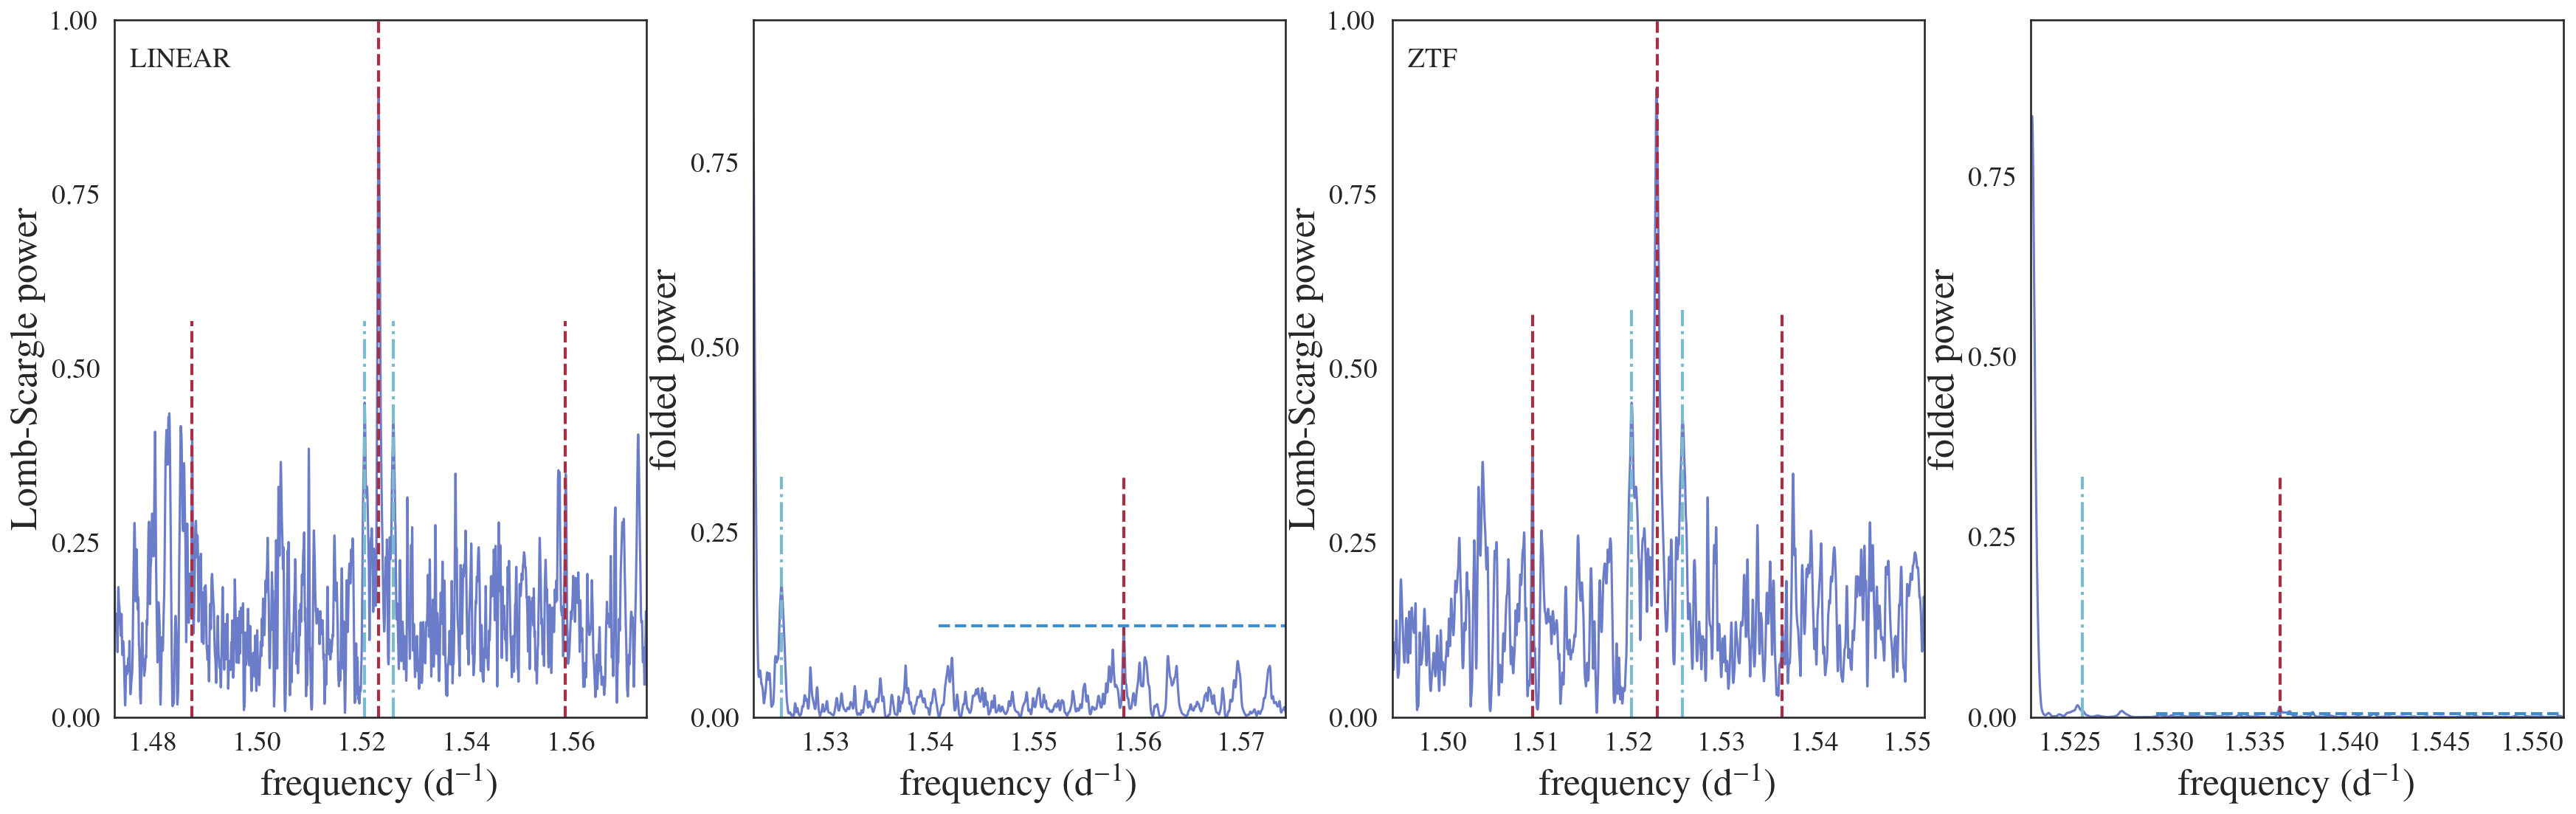 LINEAR
Lomb-Scargle power
1.00
0.75
0.50
0.25
0.00
1.48 1.50 1.52 1.54 1.56
frequency (d⁻¹)
folded power
0.75
0.50
0.25
0.00
1.53 1.54 1.55 1.56 1.57
frequency (d⁻¹)
ZTF
Lomb-Scargle power
1.00
0.75
0.50
0.25
0.00
1.50 1.51 1.52 1.53 1.54 1.55
frequency (d⁻¹)
folded power
0.75
0.50
0.25
0.00
1.525 1.530 1.535 1.540 1.545 1.550
frequency (d⁻¹)